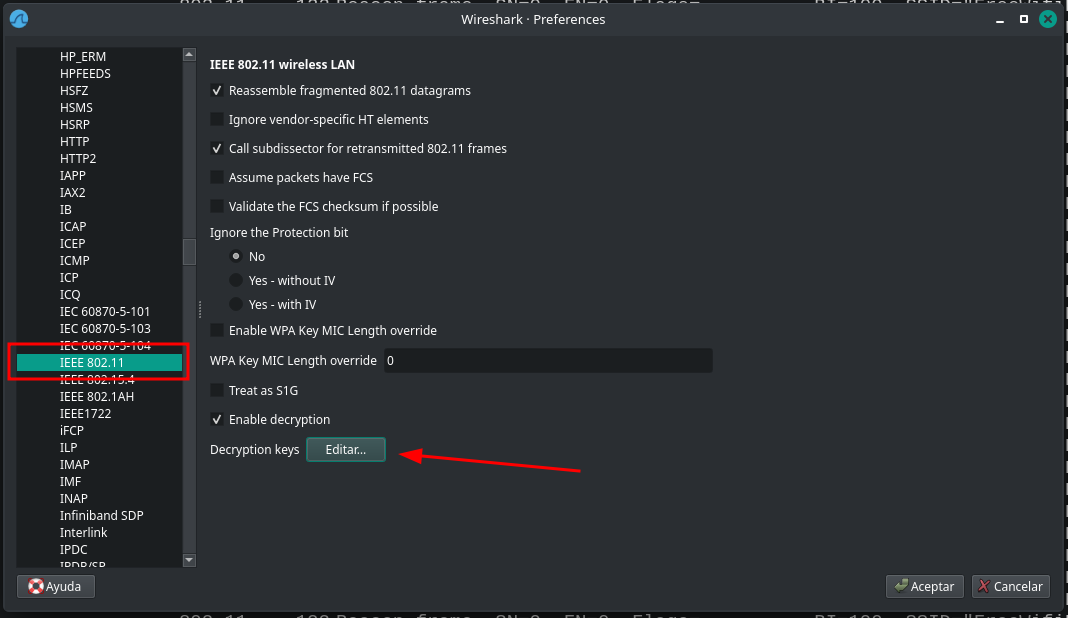 Wireshark · Preferences
HP_ERM
HPFEEDS
HSFZ
HSMS
HSRP
HTTP
HTTP2
IAPP
IAX2
IB
ICAP
ICEP
ICMP
ICP
ICQ
IEC 60870-5-101
IEC 60870-5-103
IEC 60870-5-104
IEEE 802.11
IEEE 802.15.4
IEEE 802.1AH
IEEE1722
iFCP
ILP
IMAP
IMF
INAP
Infiniband SDP
Interlink
IPDC
IPDR/SP
IEEE 802.11 wireless LAN
Reassemble fragmented 802.11 datagrams
Ignore vendor-specific HT elements
Call subdissector for retransmitted 802.11 frames
Assume packets have FCS
Validate the FCS checksum if possible
Ignore the Protection bit
No
Yes - without IV
Yes - with IV
Enable WPA Key MIC Length override
WPA Key MIC Length override 0
Treat as S1G
Enable decryption
Decryption keys Editar...
Ayuda
Aceptar
Cancelar